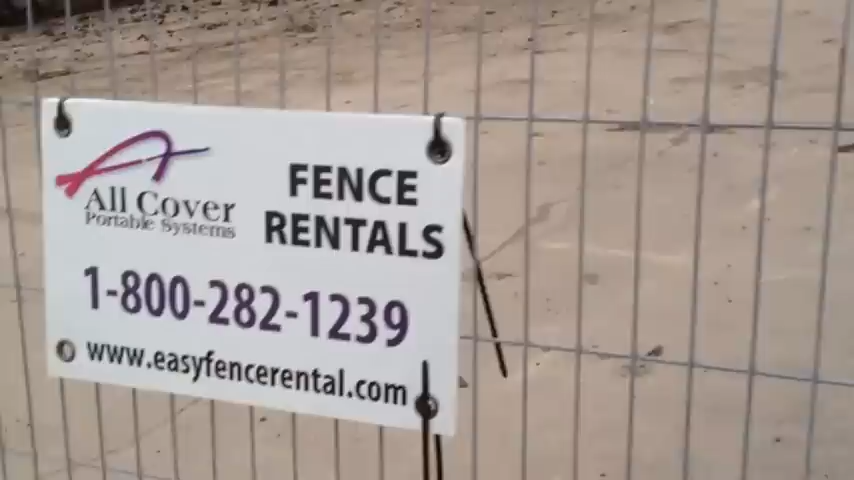 All Cover
Portable Systems
FENCE
RENTALS
1-800-282-1239
www.easyfencerental.com